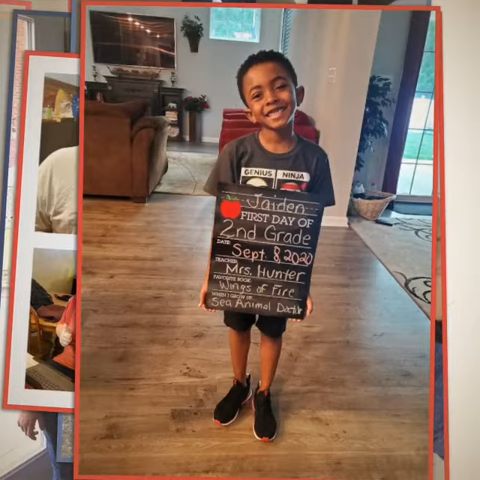 GENIUS NINJA
Jaiden
FIRST DAY OF
2nd Grade
DATE:
Sept. 8, 2020
TEACHER:
Mrs. Hunter
FAVORITE BOOK:
Wings of Fire
WHEN I GROW UP:
Sea Animal Doctor